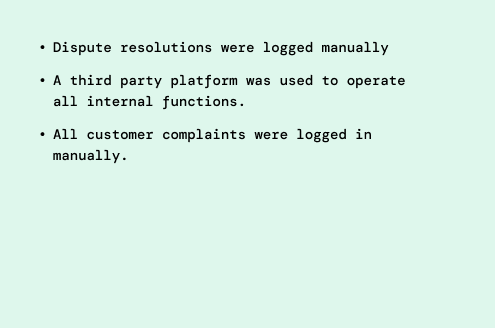 • Dispute resolutions were logged manually
• A third party platform was used to operate
all internal functions.
• All customer complaints were logged in
manually.